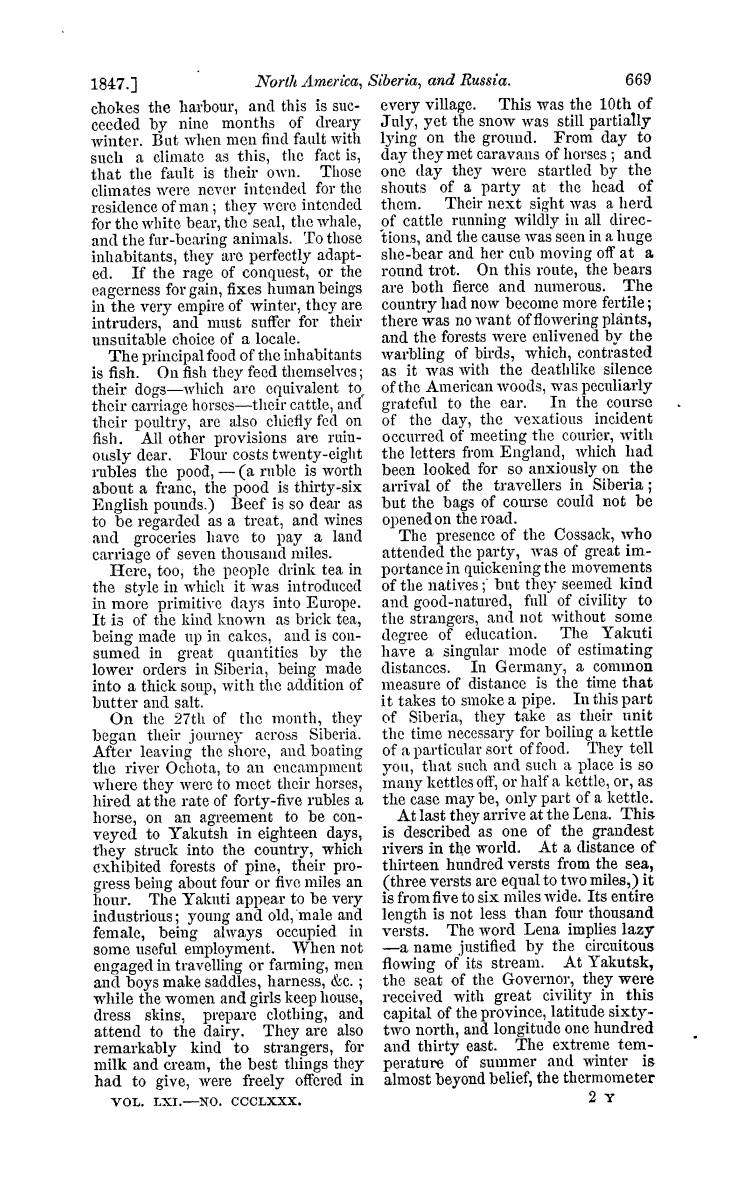 1847.] North America, Siberia, and Russia. 669
chokes the harbour, and this is suc-
ceeded by nine months of dreary
winter. But when men find fault with
such a climate as this, the fact is,
that the fault is their own. Those
climates were never intended for the
residence of man; they were intended
for the white bear, the seal, the whale,
and the fur-bearing animals. To those
inhabitants, they are perfectly adapt-
ed. If the rage of conquest, or the
eagerness for gain, fixes human beings
in the very empire of winter, they are
intruders, and must suffer for their
unsuitable choice of a locale.
The principal food of the inhabitants
is fish. On fish they feed themselves;
their dogs—which are equivalent to
their carriage horses—their cattle, and
their poultry, are also chiefly fed on
fish. All other provisions are ruin-
ously dear. Flour costs twenty-eight
rubles the pood,—(a ruble is worth
about a franc, the pood is thirty-six
English pounds.) Beef is so dear as
to be regarded as a treat, and wines
and groceries have to pay a land
carriage of seven thousand miles.
Here, too, the people drink tea in
the style in which it was introduced
in more primitive days into Europe.
It is of the kind known as brick tea,
being made up in cakes, and is con-
sumed in great quantities by the
lower orders in Siberia, being made
into a thick soup, with the addition of
butter and salt.
On the 27th of the month, they
began their journey across Siberia.
After leaving the shore, and boating
the river Ochota, to an encampment
where they were to meet their horses,
hired at the rate of forty-five rubles a
horse, on an agreement to be con-
veyed to Yakutsh in eighteen days,
they struck into the country, which
exhibited forests of pine, their pro-
gress being about four or five miles an
hour. The Yakuti appear to be very
industrious; young and old, male and
female, being always occupied in
some useful employment. When not
engaged in travelling or farming, men
and boys make saddles, harness, &c.;
while the women and girls keep house,
dress skins, prepare clothing, and
attend to the dairy. They are also
remarkably kind to strangers, for
milk and cream, the best things they
had to give, were freely offered in
every village. This was the 10th of
July, yet the snow was still partially
lying on the ground. From day to
day they met caravans of horses; and
one day they were startled by the
shouts of a party at the head of
them. Their next sight was a herd
of cattle running wildly in all direc-
tions, and the cause was seen in a huge
she-bear and her cub moving off at a
round trot. On this route, the bears
are both fierce and numerous. The
country had now become more fertile;
there was no want of flowering plants,
and the forests were enlivened by the
warbling of birds, which, contrasted
as it was with the deathlike silence
of the American woods, was peculiarly
grateful to the ear. In the course
of the day, the vexatious incident
occurred of meeting the courier, with
the letters from England, which had
been looked for so anxiously on the
arrival of the travellers in Siberia;
but the bags of course could not be
opened on the road.
The presence of the Cossack, who
attended the party, was of great im-
portance in quickening the movements
of the natives; but they seemed kind
and good-natured, full of civility to
the strangers, and not without some
degree of education. The Yakuti
have a singular mode of estimating
distances. In Germany, a common
measure of distance is the time that
it takes to smoke a pipe. In this part
of Siberia, they take as their unit
the time necessary for boiling a kettle
of a particular sort of food. They tell
you, that such and such a place is so
many kettles off, or half a kettle, or, as
the case may be, only part of a kettle.
At last they arrive at the Lena. This
is described as one of the grandest
rivers in the world. At a distance of
thirteen hundred versts from the sea,
(three versts are equal to two miles,) it
is from five to six miles wide. Its entire
length is not less than four thousand
versts. The word Lena implies lazy
—a name justified by the circuitous
flowing of its stream. At Yakutsk,
the seat of the Governor, they were
received with great civility in this
capital of the province, latitude sixty-
two north, and longitude one hundred
and thirty east. The extreme tem-
perature of summer and winter is
almost beyond belief, the thermometer
VOL. LXI.—NO. CCCLXXX. 2 Y